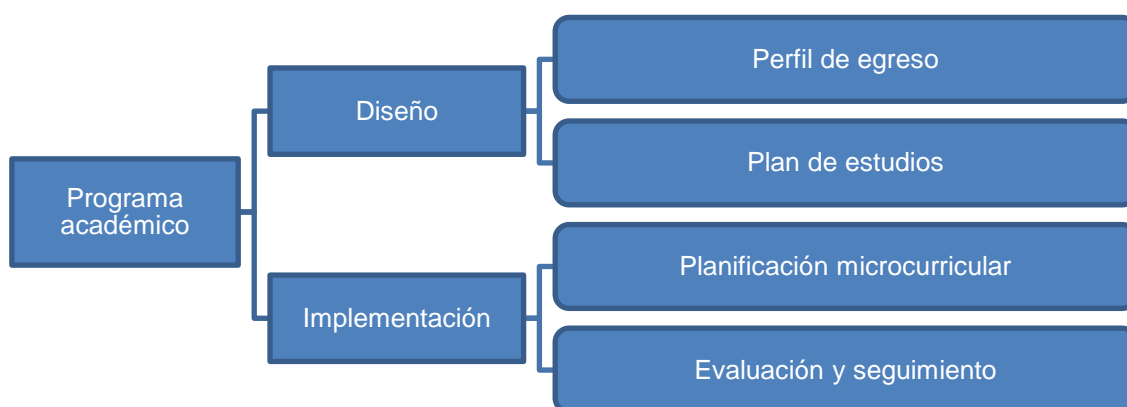 Programa
académico
Diseño
Perfil de egreso
Plan de estudios
Implementación
Planificación microcurricular
Evaluación y seguimiento